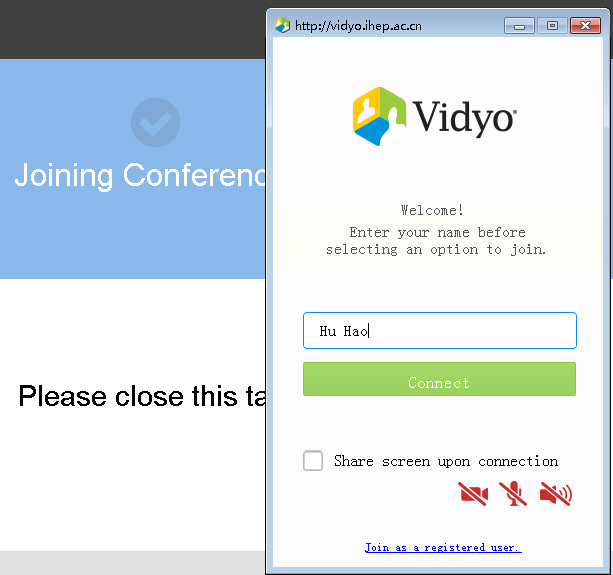 http://vidyo.ihep.ac.cn
Vidyo
Joining Conferenc
Welcome!
Enter your name before
selecting an option to join.
Hu Hao
Connect
Please close this ta
Share screen upon connection
Join as a registered user.